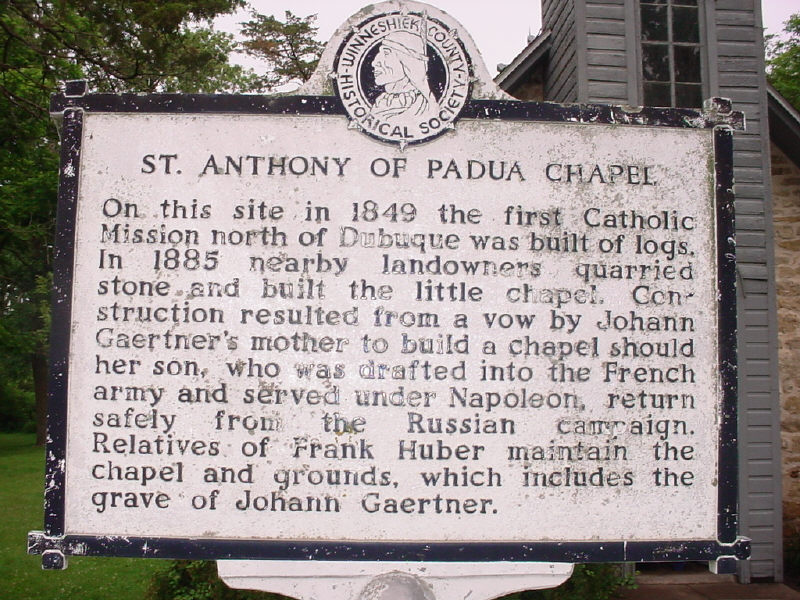 WINNESHIEK COUNTY
HISTORICAL SOCIETY
ST. ANTHONY OF PADUA CHAPEL
On this site in 1849 the first Catholic
Mission north of Dubuque was built of logs.
In 1885 nearby landowners quarried
stone and built the little chapel. Con-
struction resulted from a vow by Johann
Gaertner's mother to build a chapel should
her son, who was drafted into the French
army and served under Napoleon, return
safely from the Russian campaign.
Relatives of Frank Huber maintain the
chapel and grounds, which includes the
grave of Johann Gaertner.